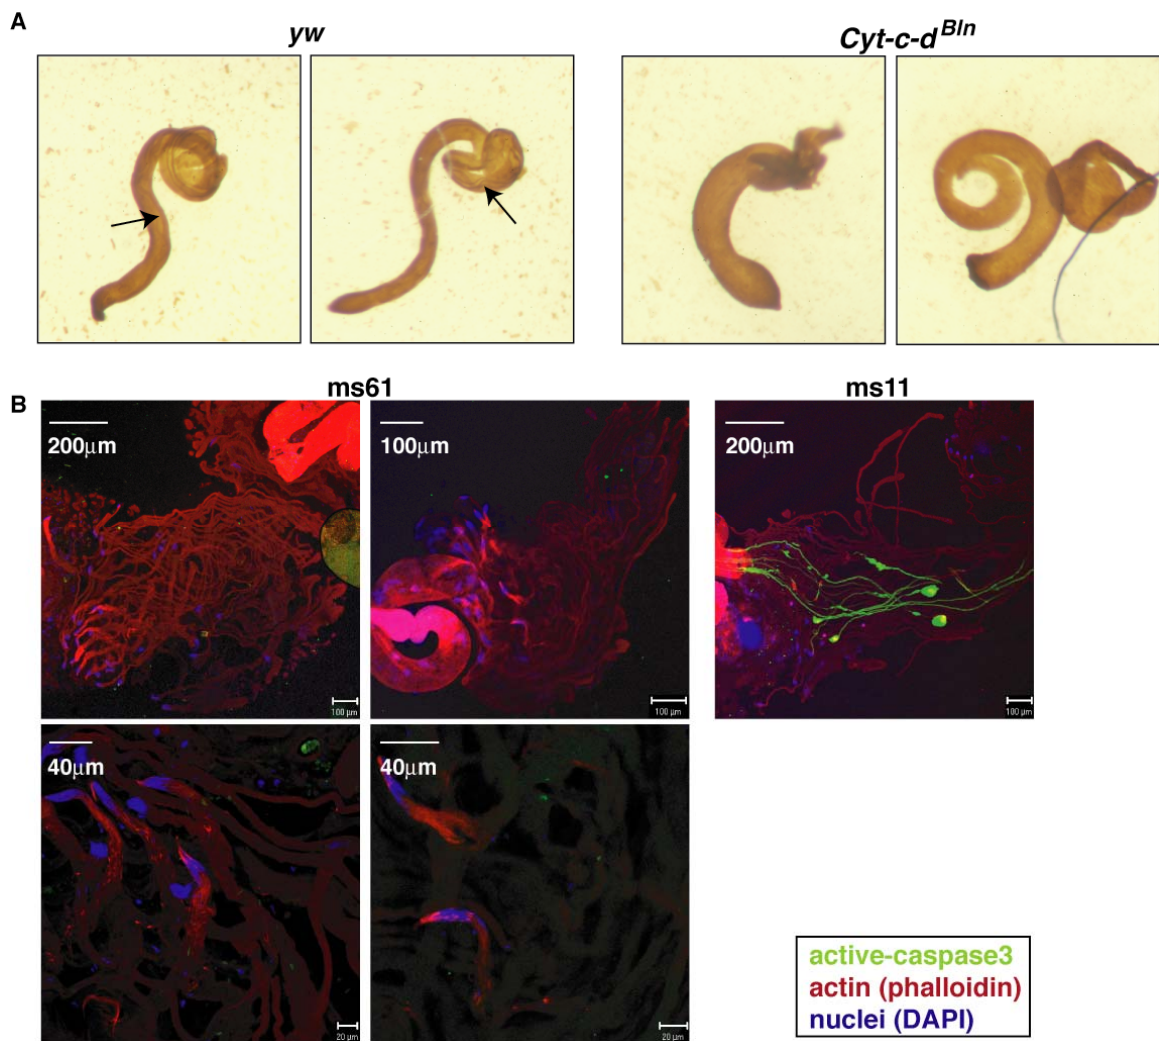 A
yw
Cyt-c-d Bln
B
ms61
ms11
200μm
100μm
200μm
100 μm
100 μm
100 μm
40μm
40μm
20 μm
20 μm
active-caspase3
actin (phalloidin)
nuclei (DAPI)